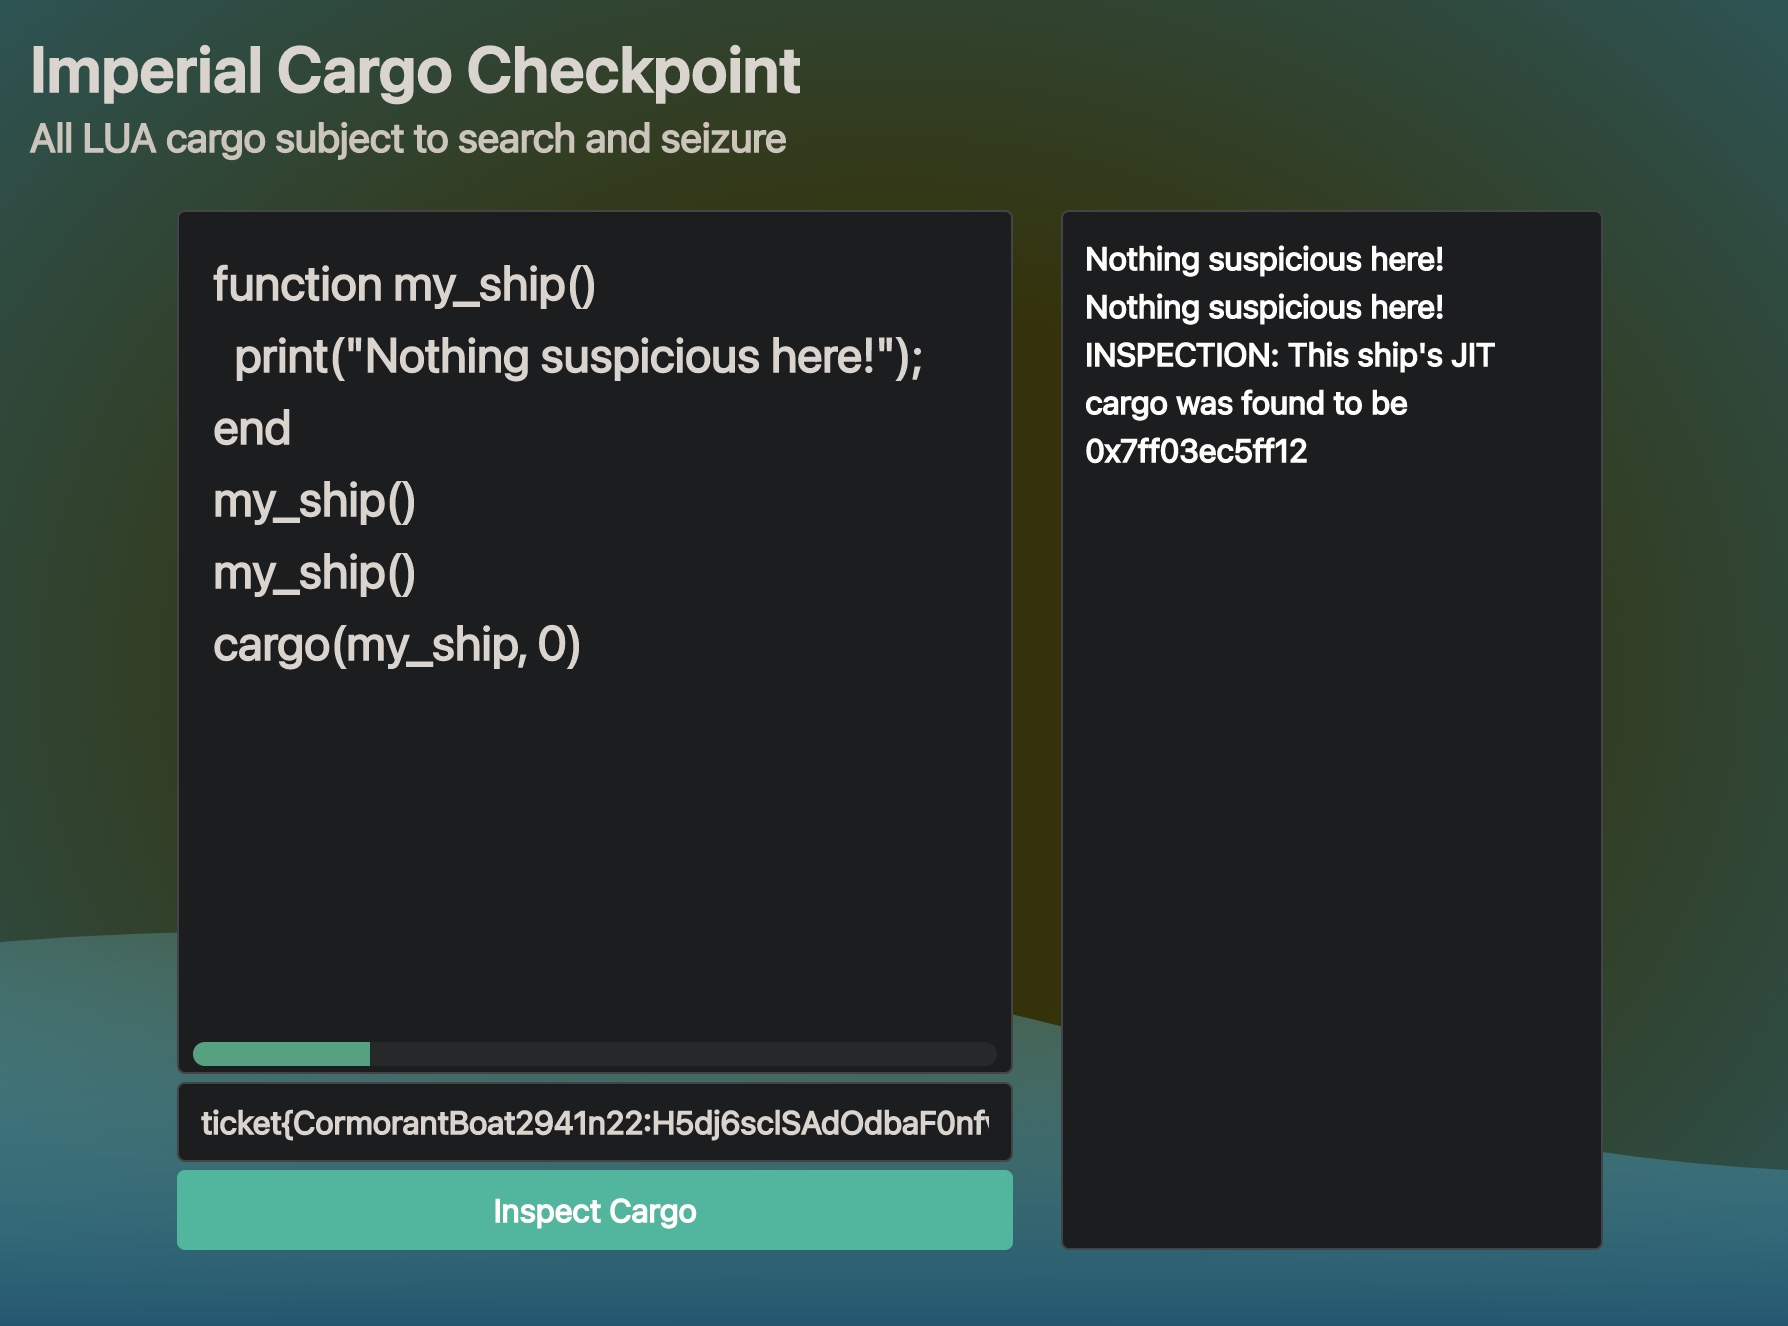 Imperial Cargo Checkpoint
All LUA cargo subject to search and seizure
function my_ship()
  print("Nothing suspicious here!");
end
my_ship()
my_ship()
cargo(my_ship, 0)
ticket{CormorantBoat2941n22:H5dj6sclSAdOdbaF0nf
Inspect Cargo
Nothing suspicious here!
Nothing suspicious here!
INSPECTION: This ship's JIT
cargo was found to be
0x7ff03ec5ff12